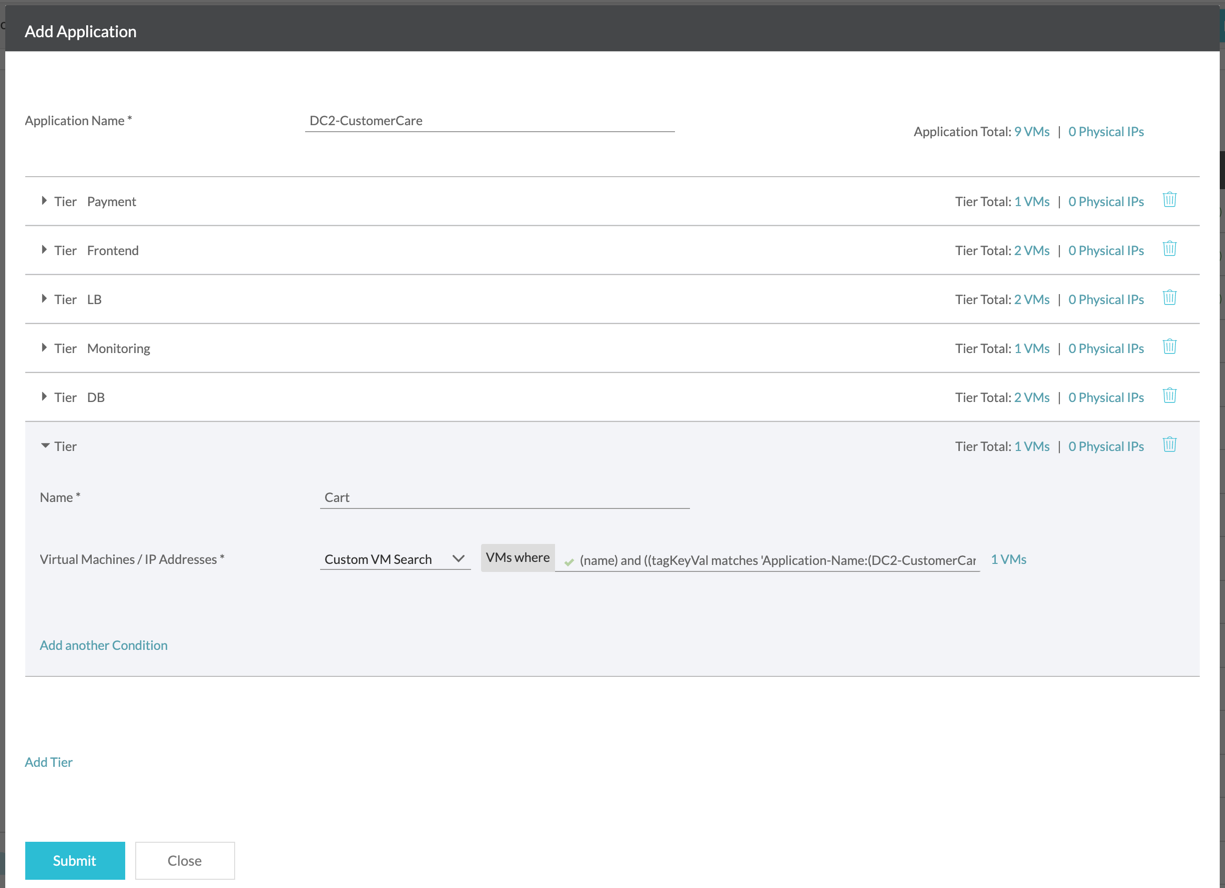 Add Application
Application Name *
DC2-CustomerCare
Application Total: 9 VMs | 0 Physical IPs
Tier Payment Tier Total: 1 VMs | 0 Physical IPs
Tier Frontend Tier Total: 2 VMs | 0 Physical IPs
Tier LB Tier Total: 2 VMs | 0 Physical IPs
Tier Monitoring Tier Total: 1 VMs | 0 Physical IPs
Tier DB Tier Total: 2 VMs | 0 Physical IPs
Tier Tier Total: 1 VMs | 0 Physical IPs
Name * Cart
Virtual Machines / IP Addresses * Custom VM Search VMs where (name) and ((tagKeyVal matches 'Application-Name:(DC2-CustomerCar 1 VMs
Add another Condition
Add Tier
Submit Close